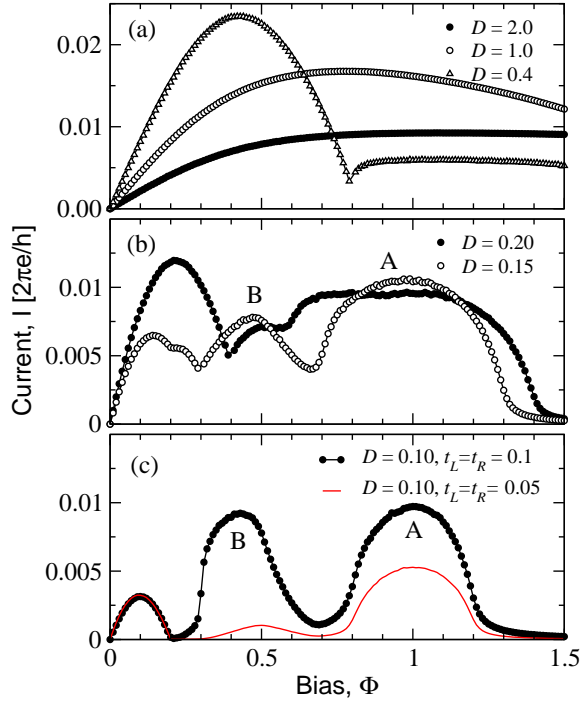 (a)
D = 2.0
D = 1.0
D = 0.4
0.02
0.01
0.00
(b)
D = 0.20
D = 0.15
A
B
0.01
0.005
0
Current, I [2πe/h]
(c)
D = 0.10, t_L=t_R = 0.1
D = 0.10, t_L=t_R = 0.05
B
A
0.01
0.005
0
0 0.5 1 1.5
Bias, Φ